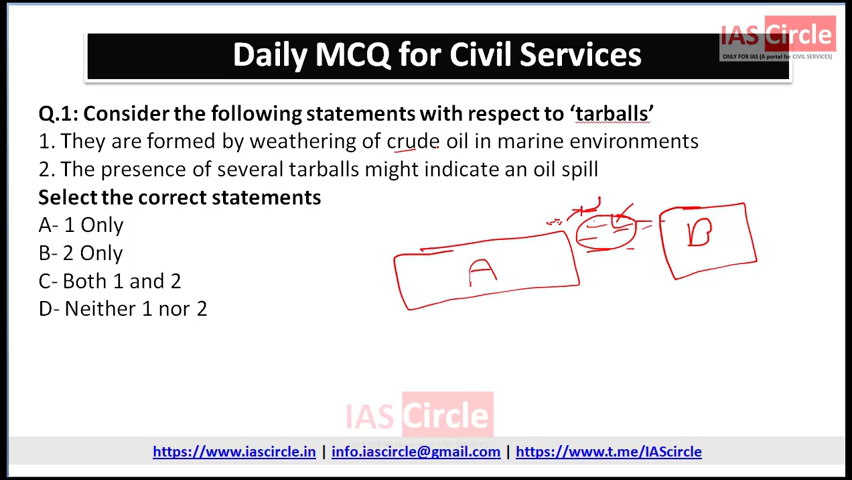 IAS Circle
ONLY FOR IAS (A portal for CIVIL SERVICES)
Daily MCQ for Civil Services
Q.1: Consider the following statements with respect to ‘tarballs’
1. They are formed by weathering of crude oil in marine environments
2. The presence of several tarballs might indicate an oil spill
Select the correct statements
A- 1 Only
B- 2 Only
C- Both 1 and 2
D- Neither 1 nor 2
A
B
IAS Circle
https://www.iascircle.in | info.iascircle@gmail.com | https://www.t.me/IAScircle